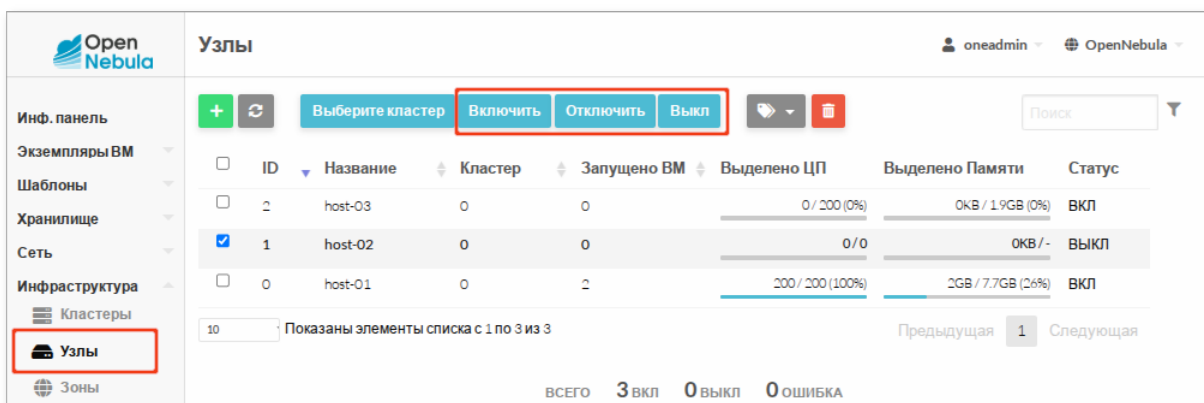 Open Nebula
Узлы
oneadmin
OpenNebula
Инф. панель
Экземпляры ВМ
Шаблоны
Хранилище
Сеть
Инфраструктура
Кластеры
Узлы
Зоны
+ Выберите кластер Включить Отключить Выкл
Поиск
ID Название Кластер Запущено ВМ Выделено ЦП Выделено Памяти Статус
2 host-03 0 0 0 / 200 (0%) 0KB / 1.9GB (0%) ВКЛ
1 host-02 0 0 0 / 0 0KB / - ВЫКЛ
0 host-01 0 2 200 / 200 (100%) 2GB / 7.7GB (26%) ВКЛ
10 Показаны элементы списка с 1 по 3 из 3
Предыдущая 1 Следующая
ВСЕГО 3 ВКЛ 0 ВЫКЛ 0 ОШИБКА